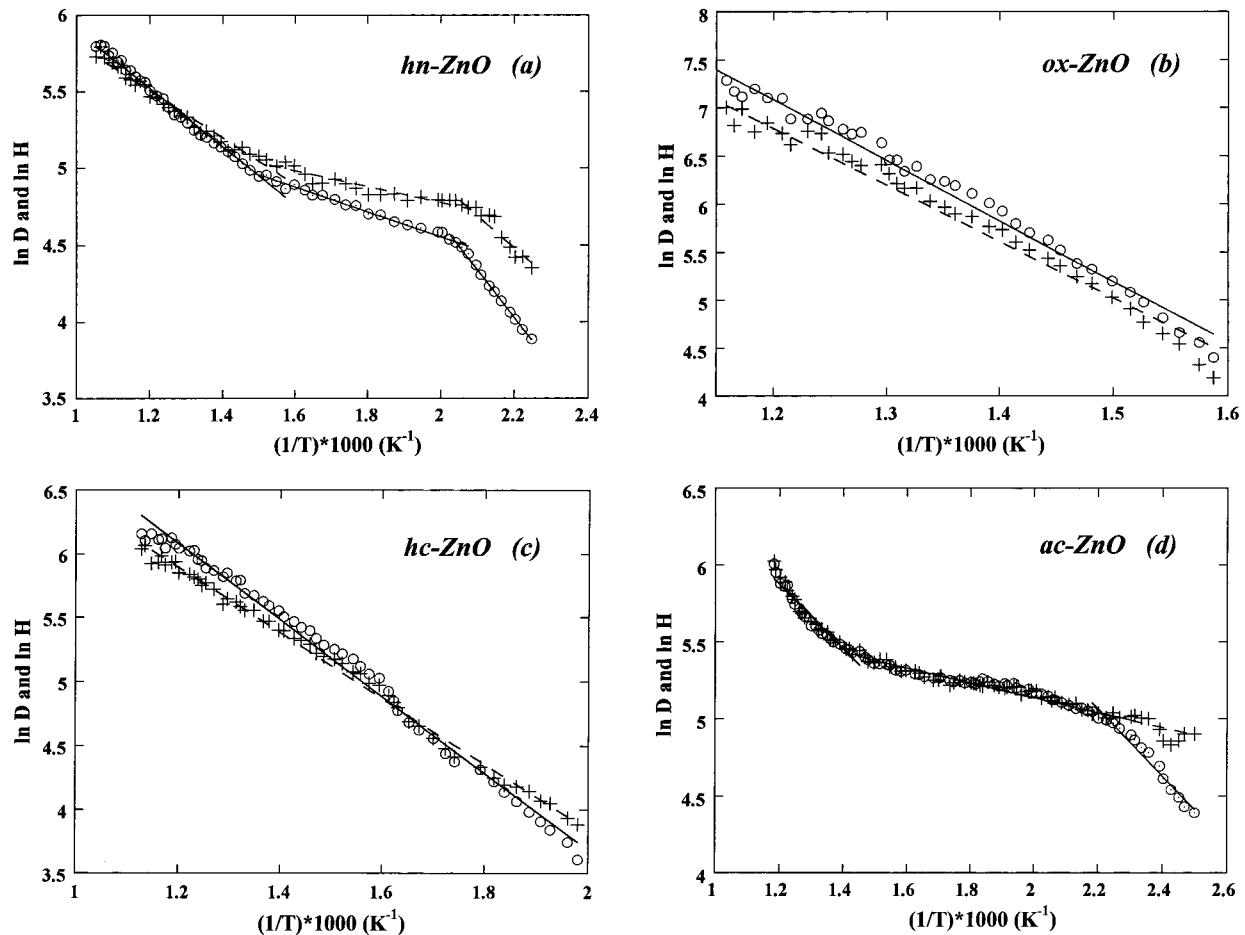 6
5.5
5
4.5
4
3.5
ln D and ln H
hn-ZnO (a)
1 1.2 1.4 1.6 1.8 2 2.2 2.4
(1/T)*1000 (K⁻¹)
8
7.5
7
6.5
6
5.5
5
4.5
4
ln D and ln H
ox-ZnO (b)
1.2 1.3 1.4 1.5 1.6
(1/T)*1000 (K⁻¹)
6.5
6
5.5
5
4.5
4
3.5
ln D and ln H
hc-ZnO (c)
1 1.2 1.4 1.6 1.8 2
(1/T)*1000 (K⁻¹)
6.5
6
5.5
5
4.5
4
ln D and ln H
ac-ZnO (d)
1 1.2 1.4 1.6 1.8 2 2.2 2.4 2.6
(1/T)*1000 (K⁻¹)